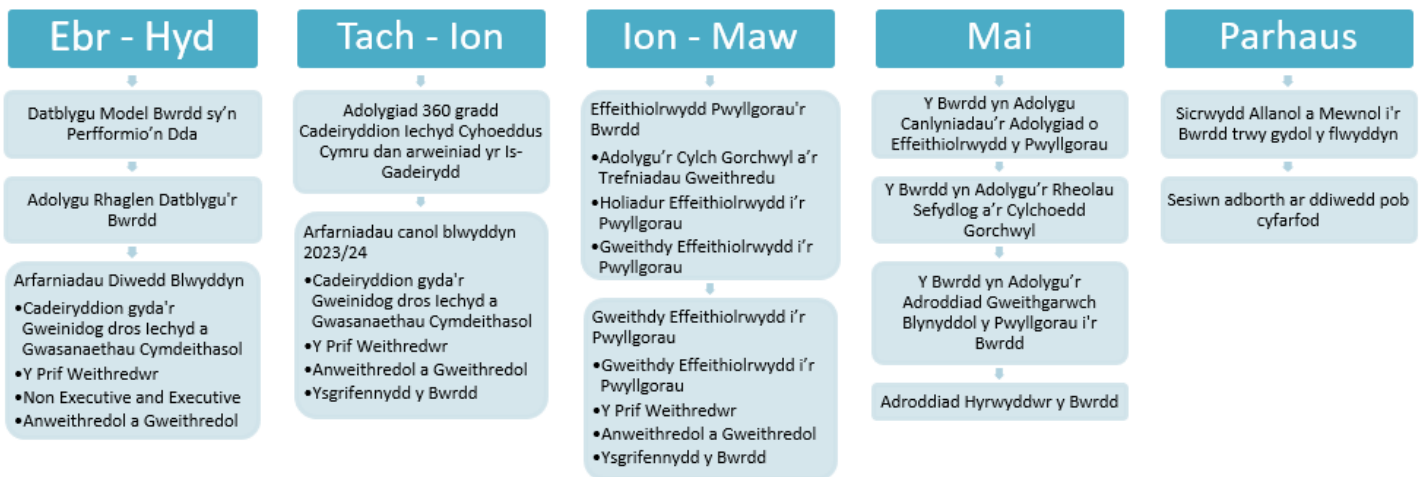 Ebr - Hyd
Datblygu Model Bwrdd sy’n
Perfformio’n Dda
Adolygu Rhaglen Datblygu'r
Bwrdd
Arfarniadau Diwedd Blwyddyn
•Cadeiryddion gyda'r
Gweinidog dros Iechyd a
Gwasanaethau Cymdeithasol
•Y Prif Weithredwr
•Non Executive and Executive
•Anweithredol a Gweithredol
Tach - Ion
Adolygiad 360 gradd
Cadeiryddion Iechyd Cyhoeddus
Cymru dan arweiniad yr Is-
Gadeirydd
Arfarniadau canol blwyddyn
2023/24
•Cadeiryddion gyda'r
Gweinidog dros Iechyd a
Gwasanaethau Cymdeithasol
•Y Prif Weithredwr
•Anweithredol a Gweithredol
•Ysgrifennydd y Bwrdd
Ion - Maw
Effeithiolrwydd Pwyllgorau'r
Bwrdd
•Adolygu’r Cylch Gorchwyl a’r
Trefniadau Gweithredu
•Holiadur Effeithiolrwydd i’r
Pwyllgorau
•Gweithdy Effeithiolrwydd i’r
Pwyllgorau
Gweithdy Effeithiolrwydd i’r
Pwyllgorau
•Gweithdy Effeithiolrwydd i’r
Pwyllgorau
•Y Prif Weithredwr
•Anweithredol a Gweithredol
•Ysgrifennydd y Bwrdd
Mai
Y Bwrdd yn Adolygu
Canlyniadau’r Adolygiad o
Effeithiolrwydd y Pwyllgorau
Y Bwrdd yn Adolygu’r Rheolau
Sefydlog a’r Cylchoedd
Gorchwyl
Y Bwrdd yn Adolygu’r
Adroddiad Gweithgarwch
Blynyddol y Pwyllgorau i'r
Bwrdd
Adroddiad Hyrwyddwr y Bwrdd
Parhaus
Sicrwydd Allanol a Mewnol i'r
Bwrdd trwy gydol y flwyddyn
Sesiwn adborth ar ddiwedd pob
cyfarfod